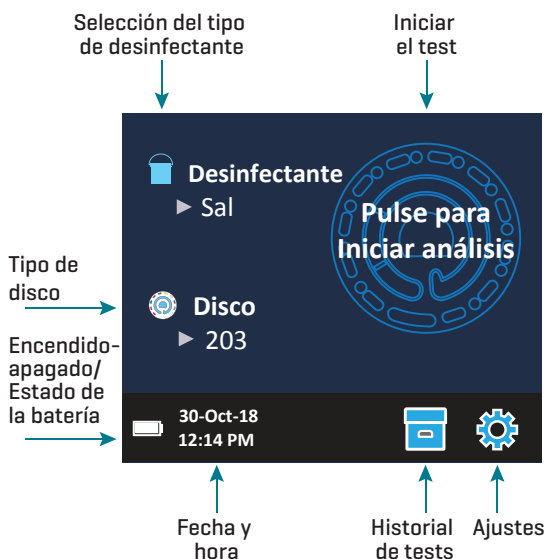 Selección del tipo
de desinfectante
Iniciar
el test
Desinfectante
▶ Sal
Pulse para
Iniciar análisis
Tipo de
disco
Disco
▶ 203
Encendido-
apagado/
Estado de
la batería
30-Oct-18
12:14 PM
Fecha y
hora
Historial
de tests
Ajustes